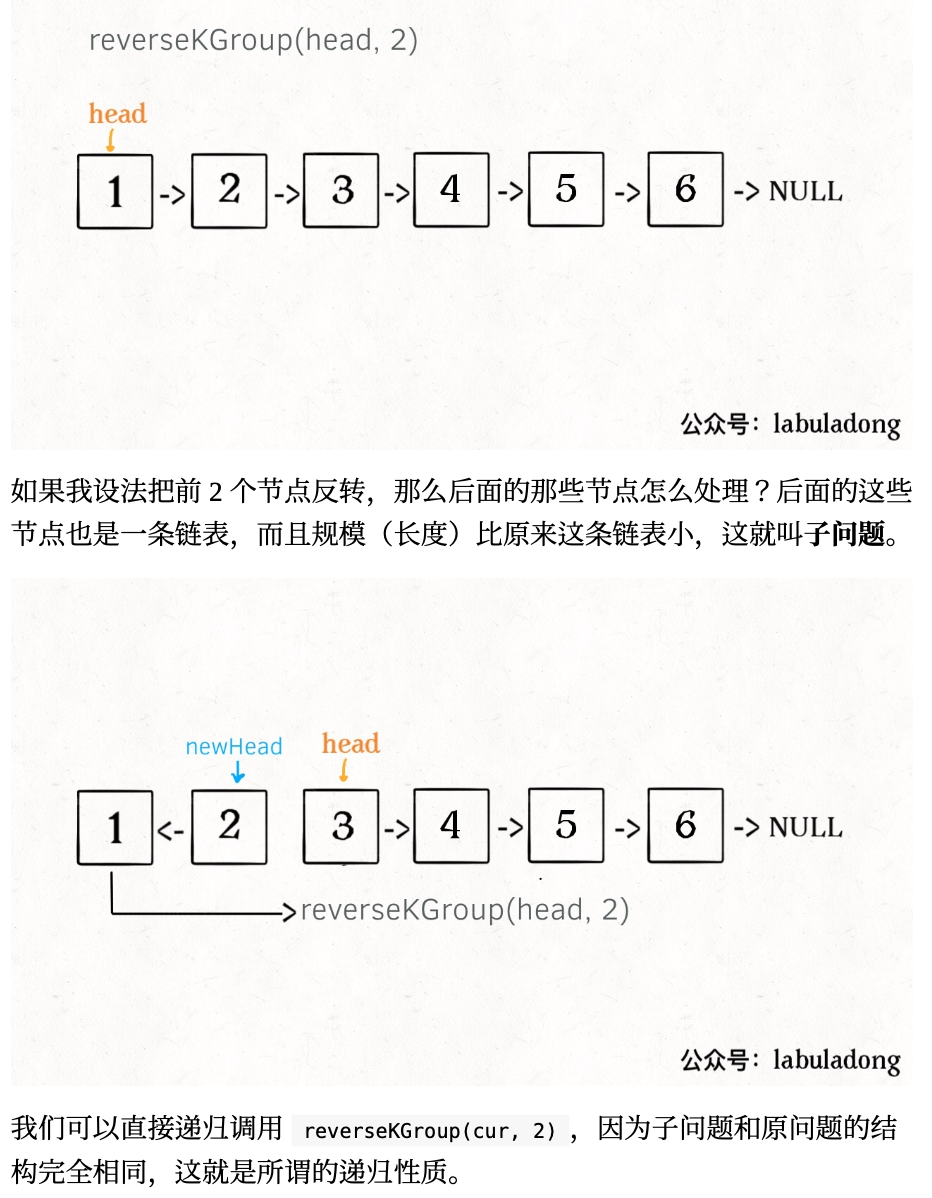 reverseKGroup(head, 2)
head
1 -> 2 -> 3 -> 4 -> 5 -> 6 -> NULL
公众号：labuladong
如果我设法把前 2 个节点反转，那么后面的那些节点怎么处理？后面的这些
节点也是一条链表，而且规模（长度）比原来这条链表小，这就叫子问题。
newHead head
1 <- 2 3 -> 4 -> 5 -> 6 -> NULL
reverseKGroup(head, 2)
公众号：labuladong
我们可以直接递归调用 reverseKGroup(cur, 2) ，因为子问题和原问题的结
构完全相同，这就是所谓的递归性质。